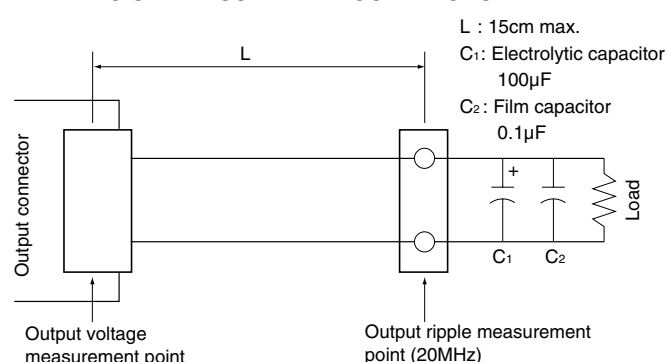 L : 15cm max.
C1: Electrolytic capacitor
100µF
C2: Film capacitor
0.1µF
L
Output connector
+
Load
C1
C2
Output voltage
measurement point
Output ripple measurement
point (20MHz)